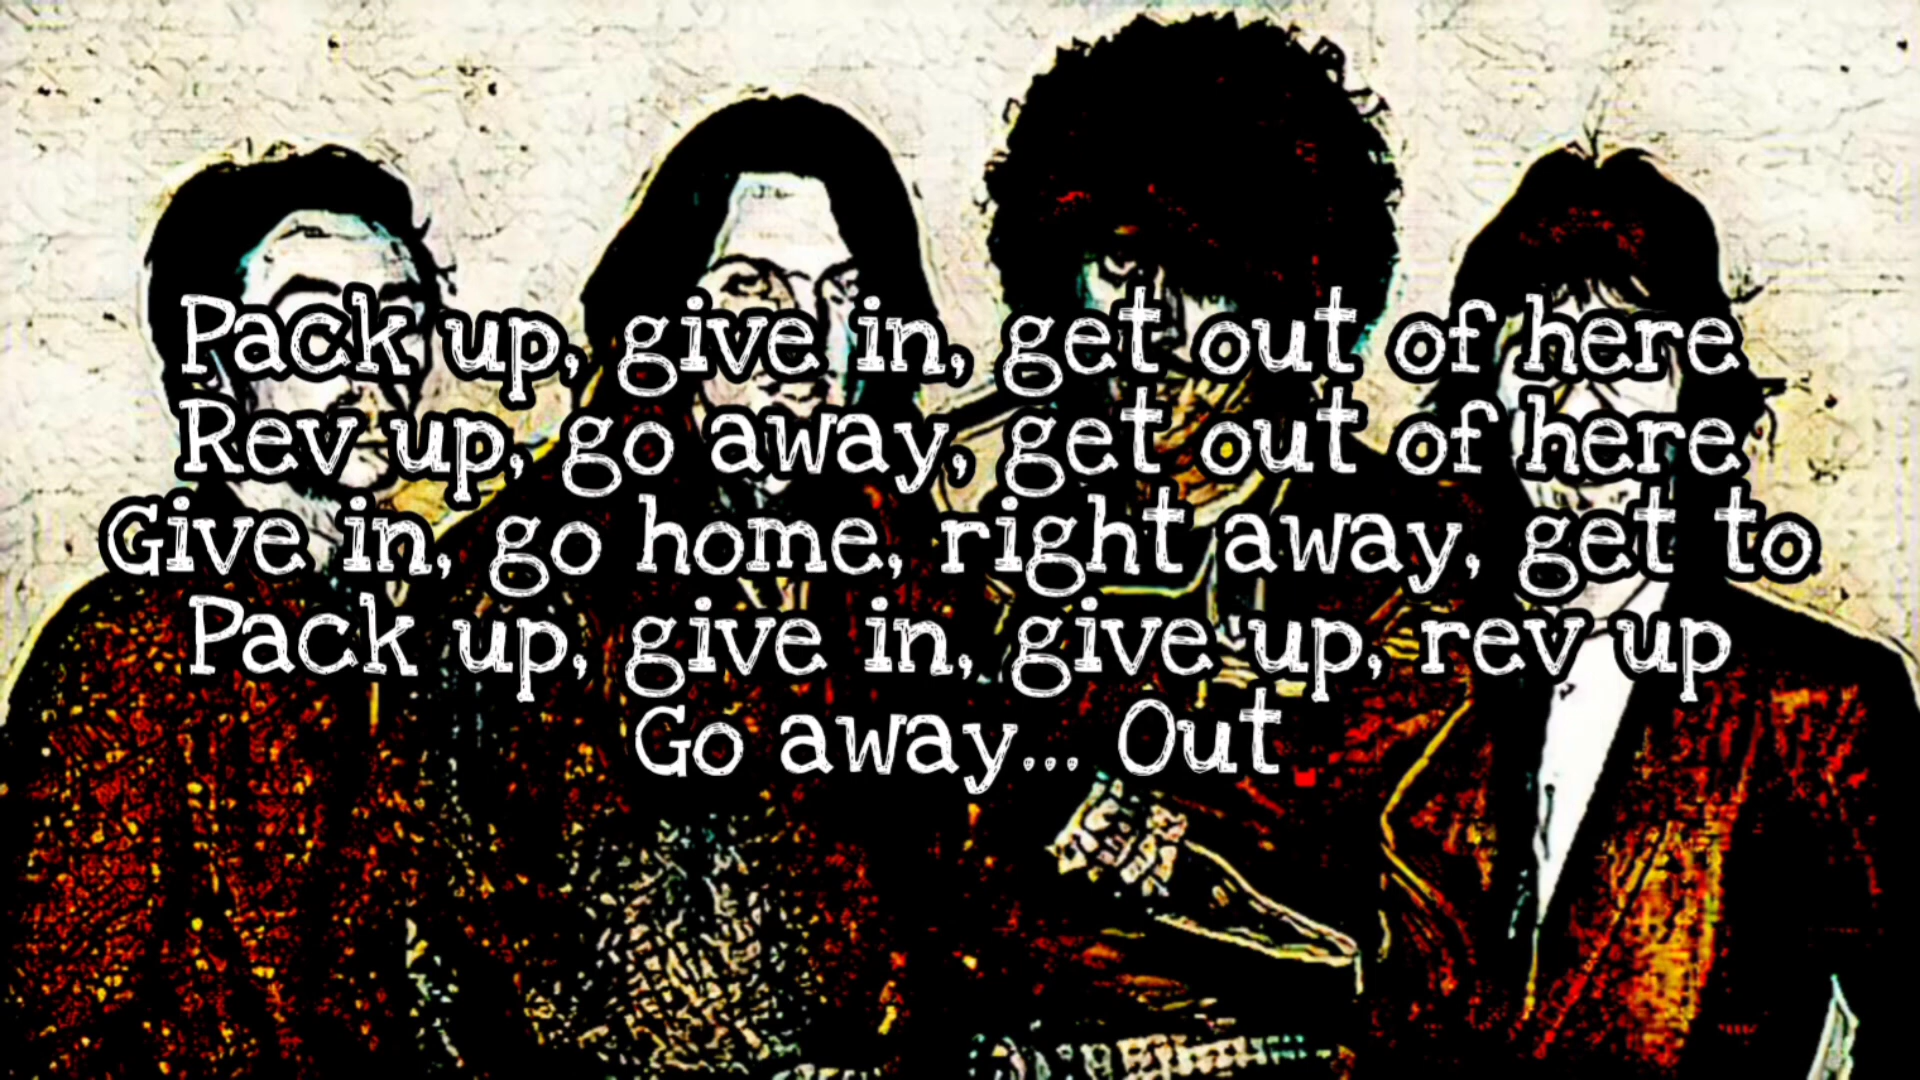 Pack up, give in, get out of here
Rev up, go away, get out of here
Give in, go home, right away, get to
Pack up, give in, give up, rev up
Go away... Out